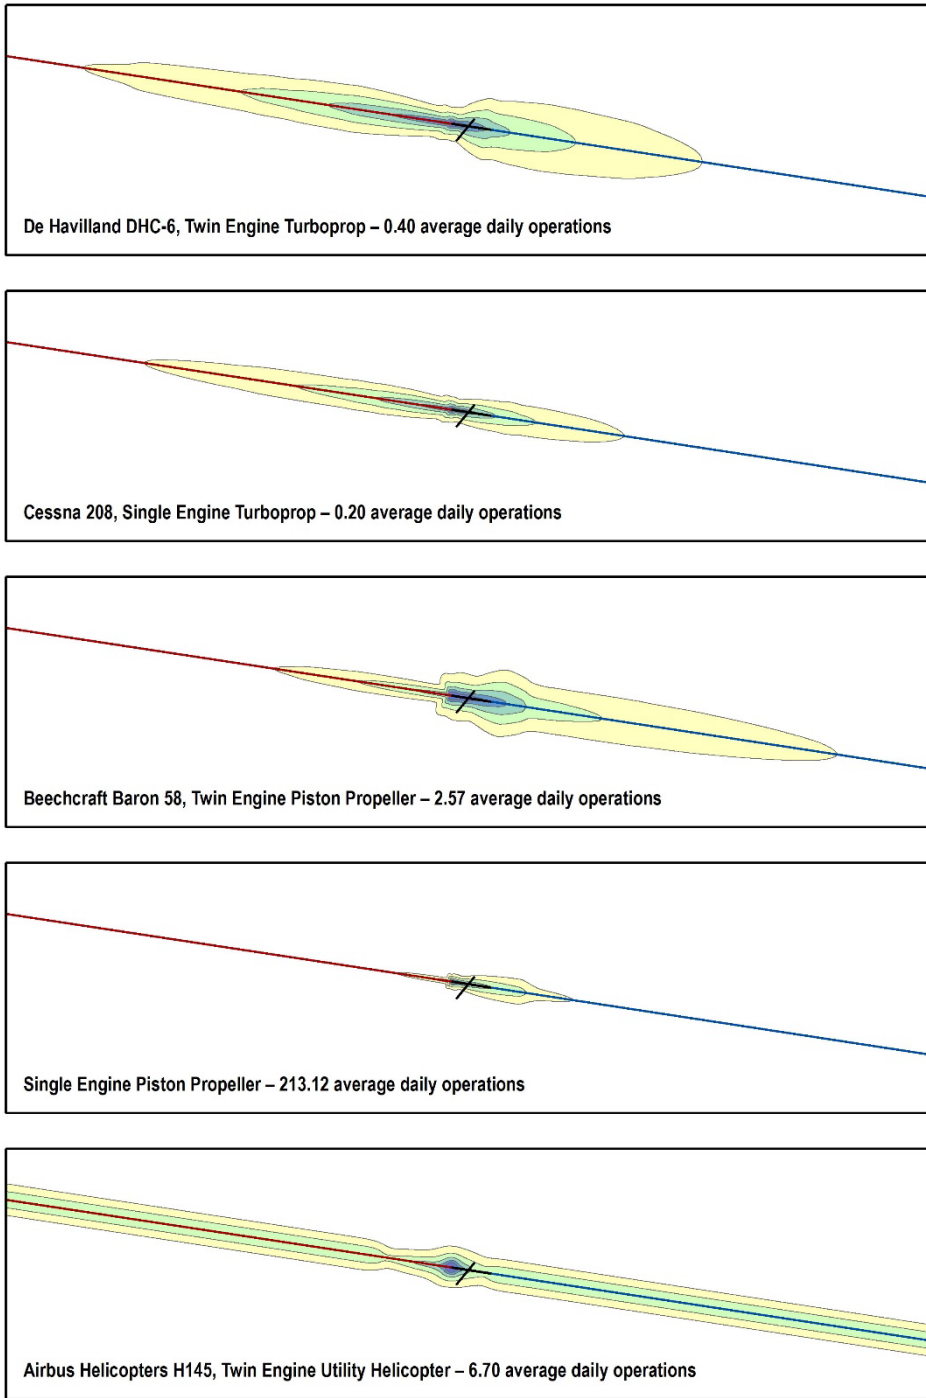 De Havilland DHC-6, Twin Engine Turboprop – 0.40 average daily operations
Cessna 208, Single Engine Turboprop – 0.20 average daily operations
Beechcraft Baron 58, Twin Engine Piston Propeller – 2.57 average daily operations
Single Engine Piston Propeller – 213.12 average daily operations
Airbus Helicopters H145, Twin Engine Utility Helicopter – 6.70 average daily operations